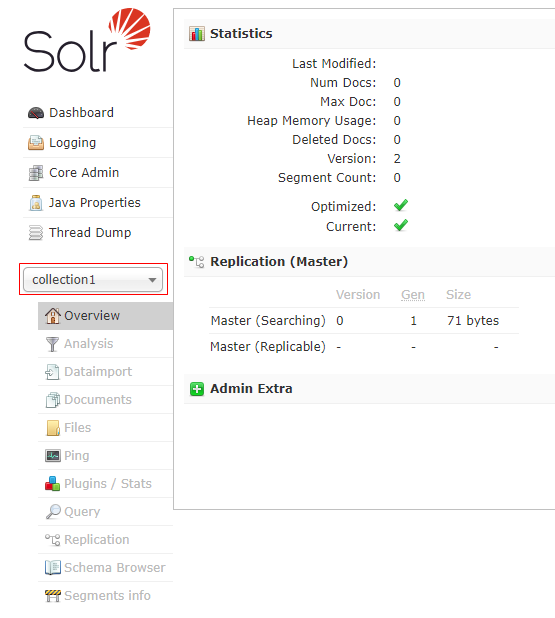 Solr
Dashboard
Logging
Core Admin
Java Properties
Thread Dump
collection1
Overview
Analysis
Dataimport
Documents
Files
Ping
Plugins / Stats
Query
Replication
Schema Browser
Segments info
Statistics
Last Modified:
Num Docs: 0
Max Doc: 0
Heap Memory Usage: 0
Deleted Docs: 0
Version: 2
Segment Count: 0
Optimized:
Current:
Replication (Master)
Version Gen Size
Master (Searching) 0 1 71 bytes
Master (Replicable) - - -
Admin Extra